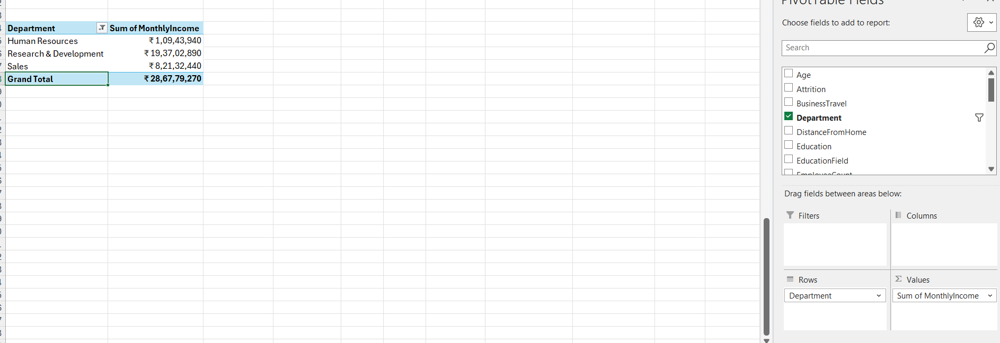 PivotTable Fields
Choose fields to add to report:
Search
Department Sum of MonthlyIncome
Human Resources ₹ 1,09,43,940
Research & Development ₹ 19,37,02,890
Sales ₹ 8,21,32,440
Grand Total ₹ 28,67,79,270
Age
Attrition
BusinessTravel
Department
DistanceFromHome
Education
EducationField
EmployeeCount
Drag fields between areas below:
Filters
Columns
Rows
Department
Σ Values
Sum of MonthlyIncome